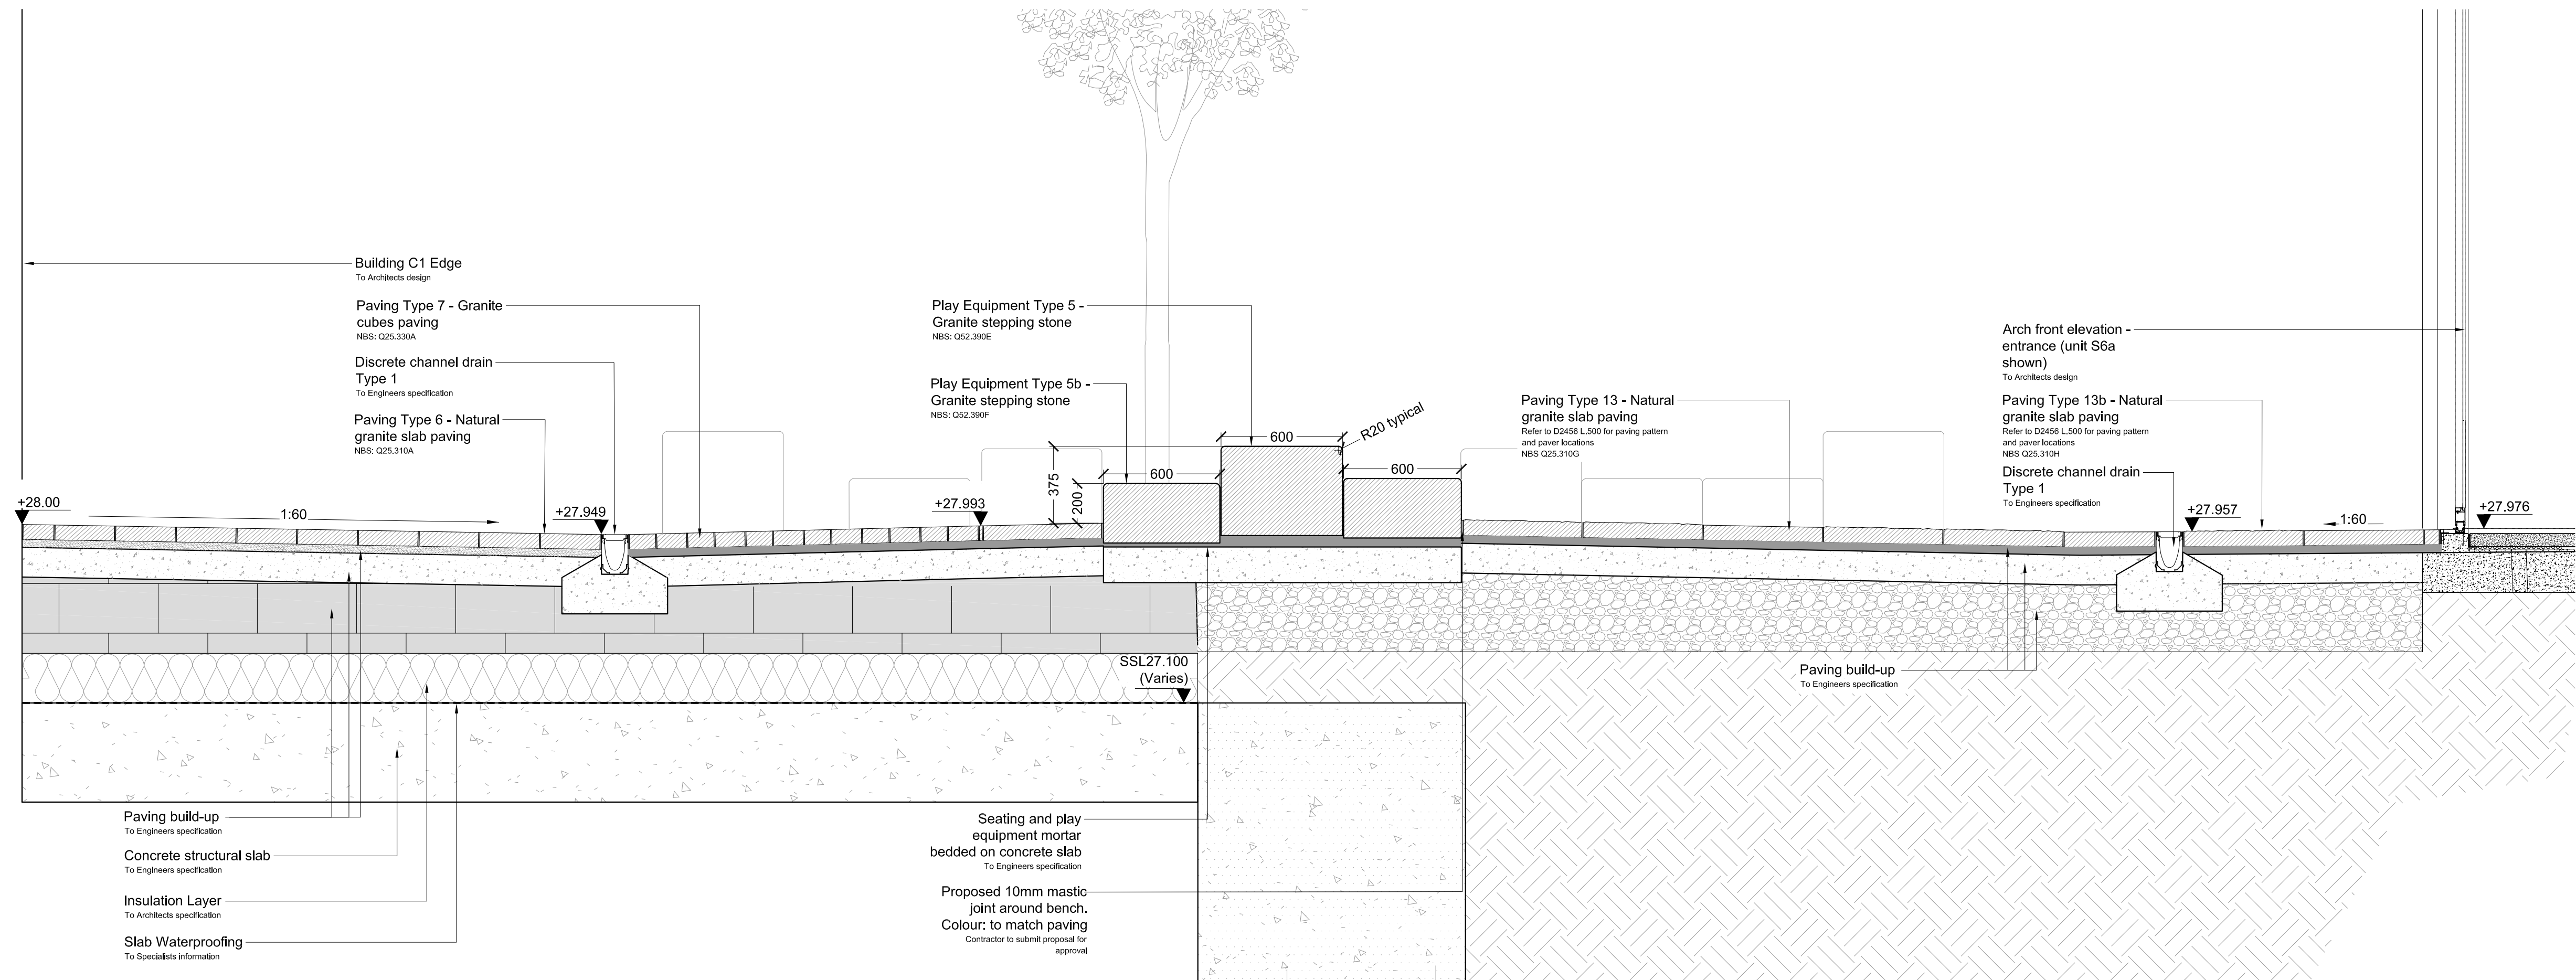 Building C1 Edge
To Architects design
Paving Type 7 - Granite
cubes paving
NBS: Q25.330A
Discrete channel drain
Type 1
To Engineers specification
Paving Type 6 - Natural
granite slab paving
NBS: Q25.310A
Play Equipment Type 5 -
Granite stepping stone
NBS: Q52.390E
Play Equipment Type 5b -
Granite stepping stone
NBS: Q52.390F
Paving Type 13 - Natural
granite slab paving
Refer to D2456 L.500 for paving pattern
and paver locations
NBS Q25.310G
Arch front elevation -
entrance (unit S6a
shown)
To Architects design
Paving Type 13b - Natural
granite slab paving
Refer to D2456 L.500 for paving pattern
and paver locations
NBS Q25.310H
Discrete channel drain
Type 1
To Engineers specification
+28.00
1:60
+27.949
+27.993
375
200
600
600
R20 typical
600
+27.957
1:60
+27.976
SSL27.100
(Varies)
Paving build-up
To Engineers specification
Paving build-up
To Engineers specification
Concrete structural slab
To Engineers specification
Insulation Layer
To Architects specification
Slab Waterproofing
To Specialists information
Seating and play
equipment mortar
bedded on concrete slab
To Engineers specification
Proposed 10mm mastic
joint around bench.
Colour: to match paving
Contractor to submit proposal for
approval